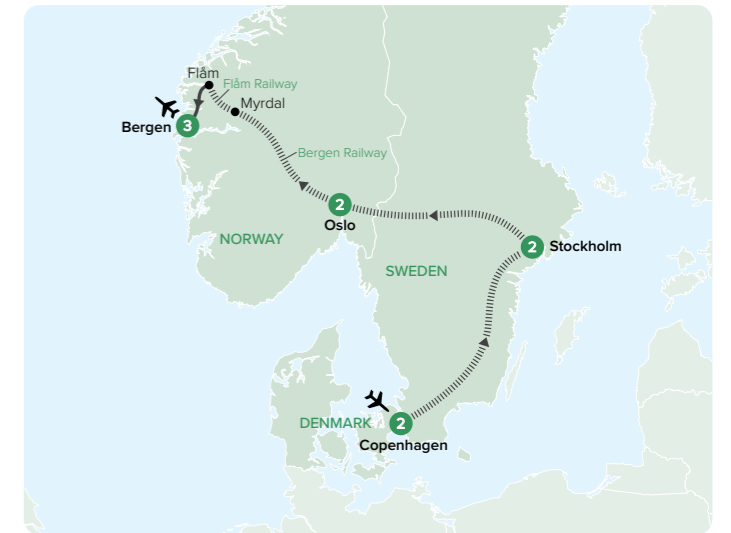 Flåm
Flåm Railway
Myrdal
Bergen 3
Bergen Railway
2
Oslo
NORWAY
2 Stockholm
SWEDEN
DENMARK 2
Copenhagen